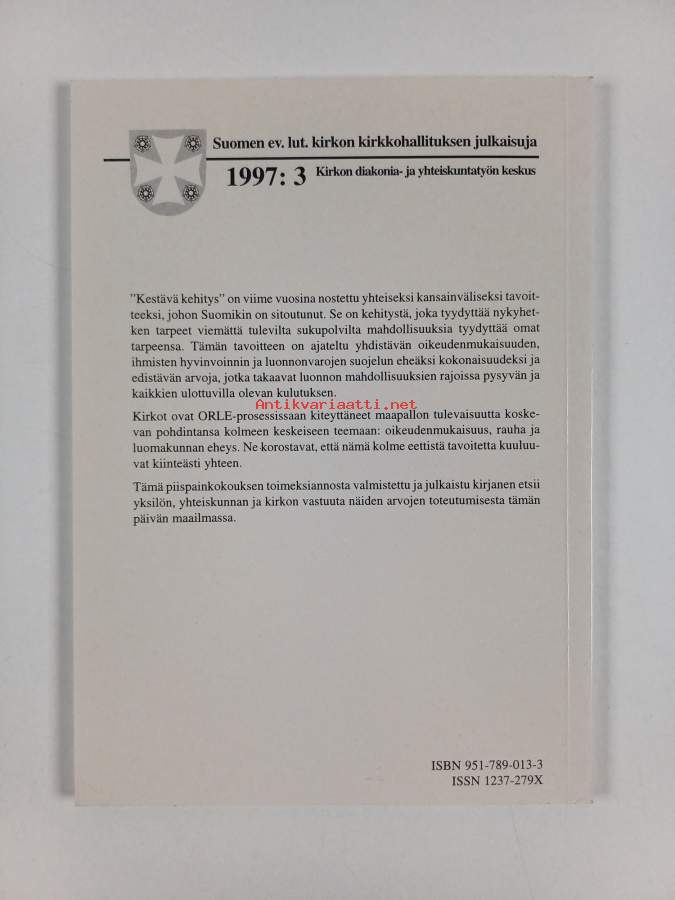 Suomen ev. lut. kirkon kirkkohallituksen julkaisuja
1997: 3 Kirkon diakonia- ja yhteiskuntatyön keskus
"Kestävä kehitys" on viime vuosina nostettu yhteiseksi kansainväliseksi tavoit-
teeksi, johon Suomikin on sitoutunut. Se on kehitystä, joka tyydyttää nykyhet-
ken tarpeet viemättä tulevilta sukupolvilta mahdollisuuksia tyydyttää omat
tarpeensa. Tämän tavoitteen on ajateltu yhdistävän oikeudenmukaisuuden,
ihmisten hyvinvoinnin ja luonnonvarojen suojelun eheäksi kokonaisuudeksi ja
edistävän arvoja, jotka takaavat luonnon mahdollisuuksien rajoissa pysyvän ja
kaikkien ulottuvilla olevan kulutuksen.
Antikvariaatti.net
Kirkot ovat ORLE-prosessissaan kiteyttäneet maapallon tulevaisuutta koske-
van pohdintansa kolmeen keskeiseen teemaan: oikeudenmukaisuus, rauha ja
luomakunnan eheys. Ne korostavat, että nämä kolme eettistä tavoitetta kuuluu-
vat kiinteästi yhteen.
Tämä piispainkokouksen toimeksiannosta valmistettu ja julkaistu kirjanen etsii
yksilön, yhteiskunnan ja kirkon vastuuta näiden arvojen toteutumisesta tämän
päivän maailmassa.
ISBN 951-789-013-3
ISSN 1237-279X